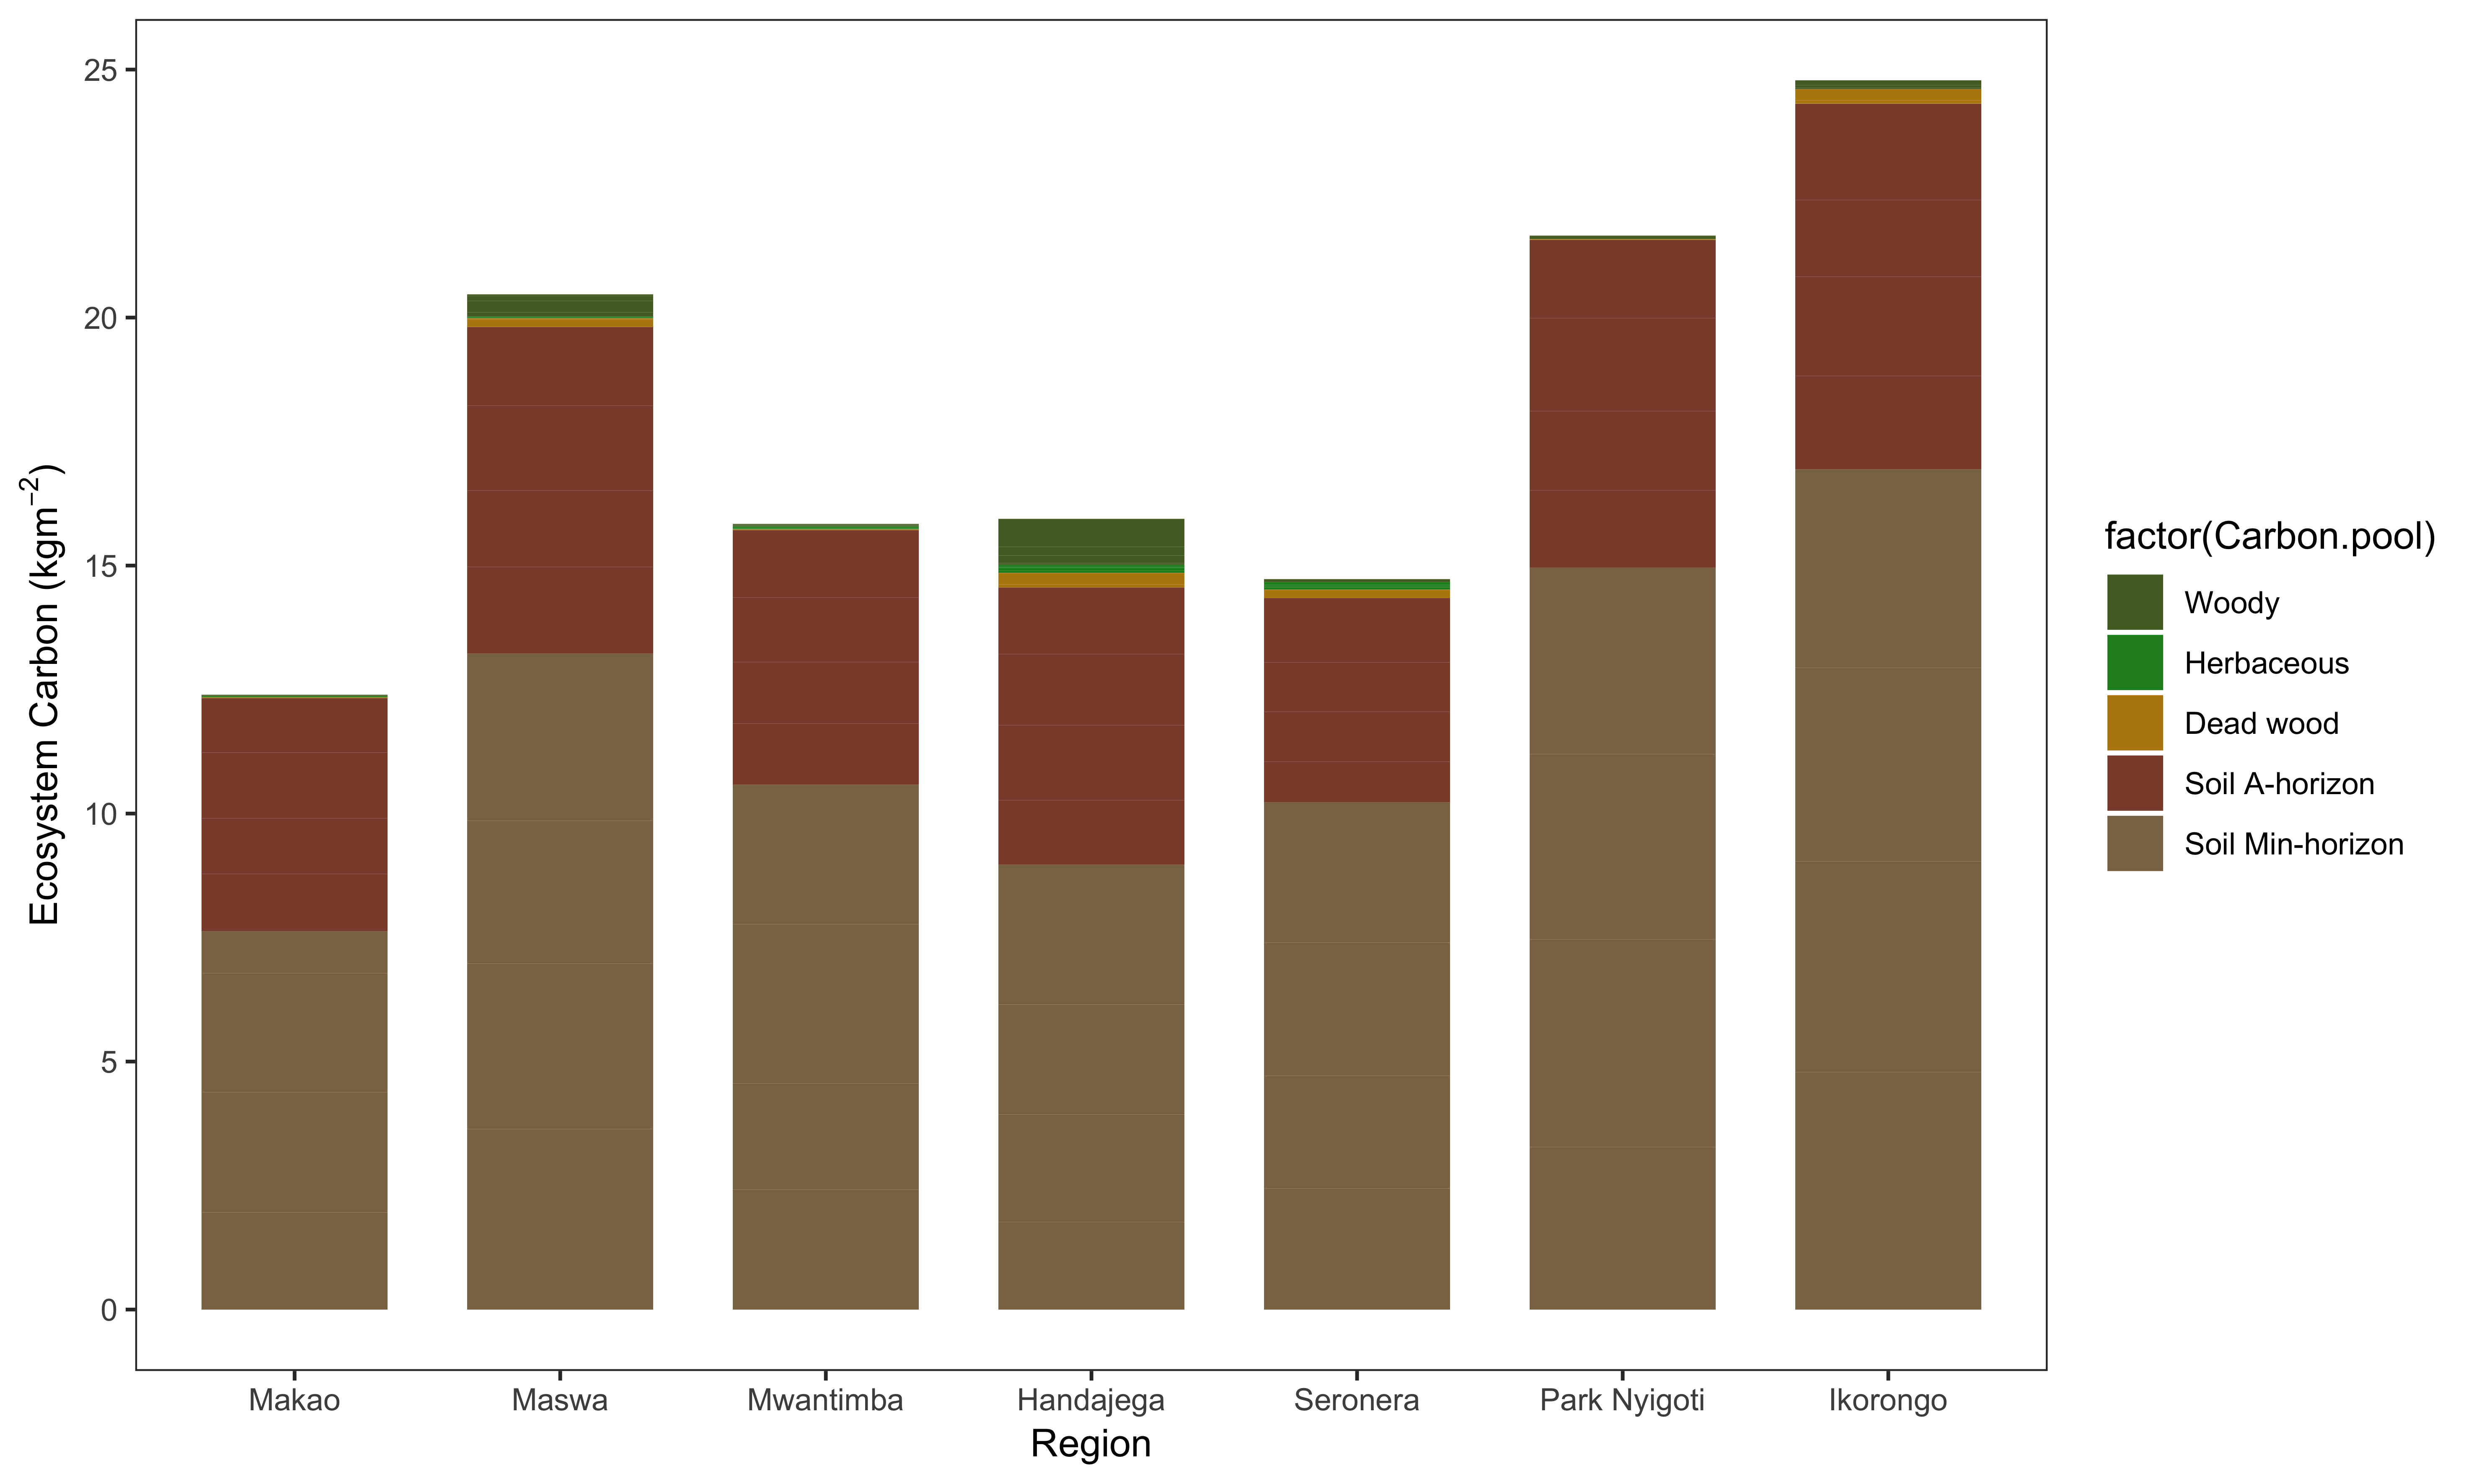 25
20
15
10
5
0
Ecosystem Carbon (kgm⁻²)
Makao Maswa Mwantimba Handajega Seronera Park Nyigoti Ikorongo
Region
factor(Carbon.pool)
Woody
Herbaceous
Dead wood
Soil A-horizon
Soil Min-horizon